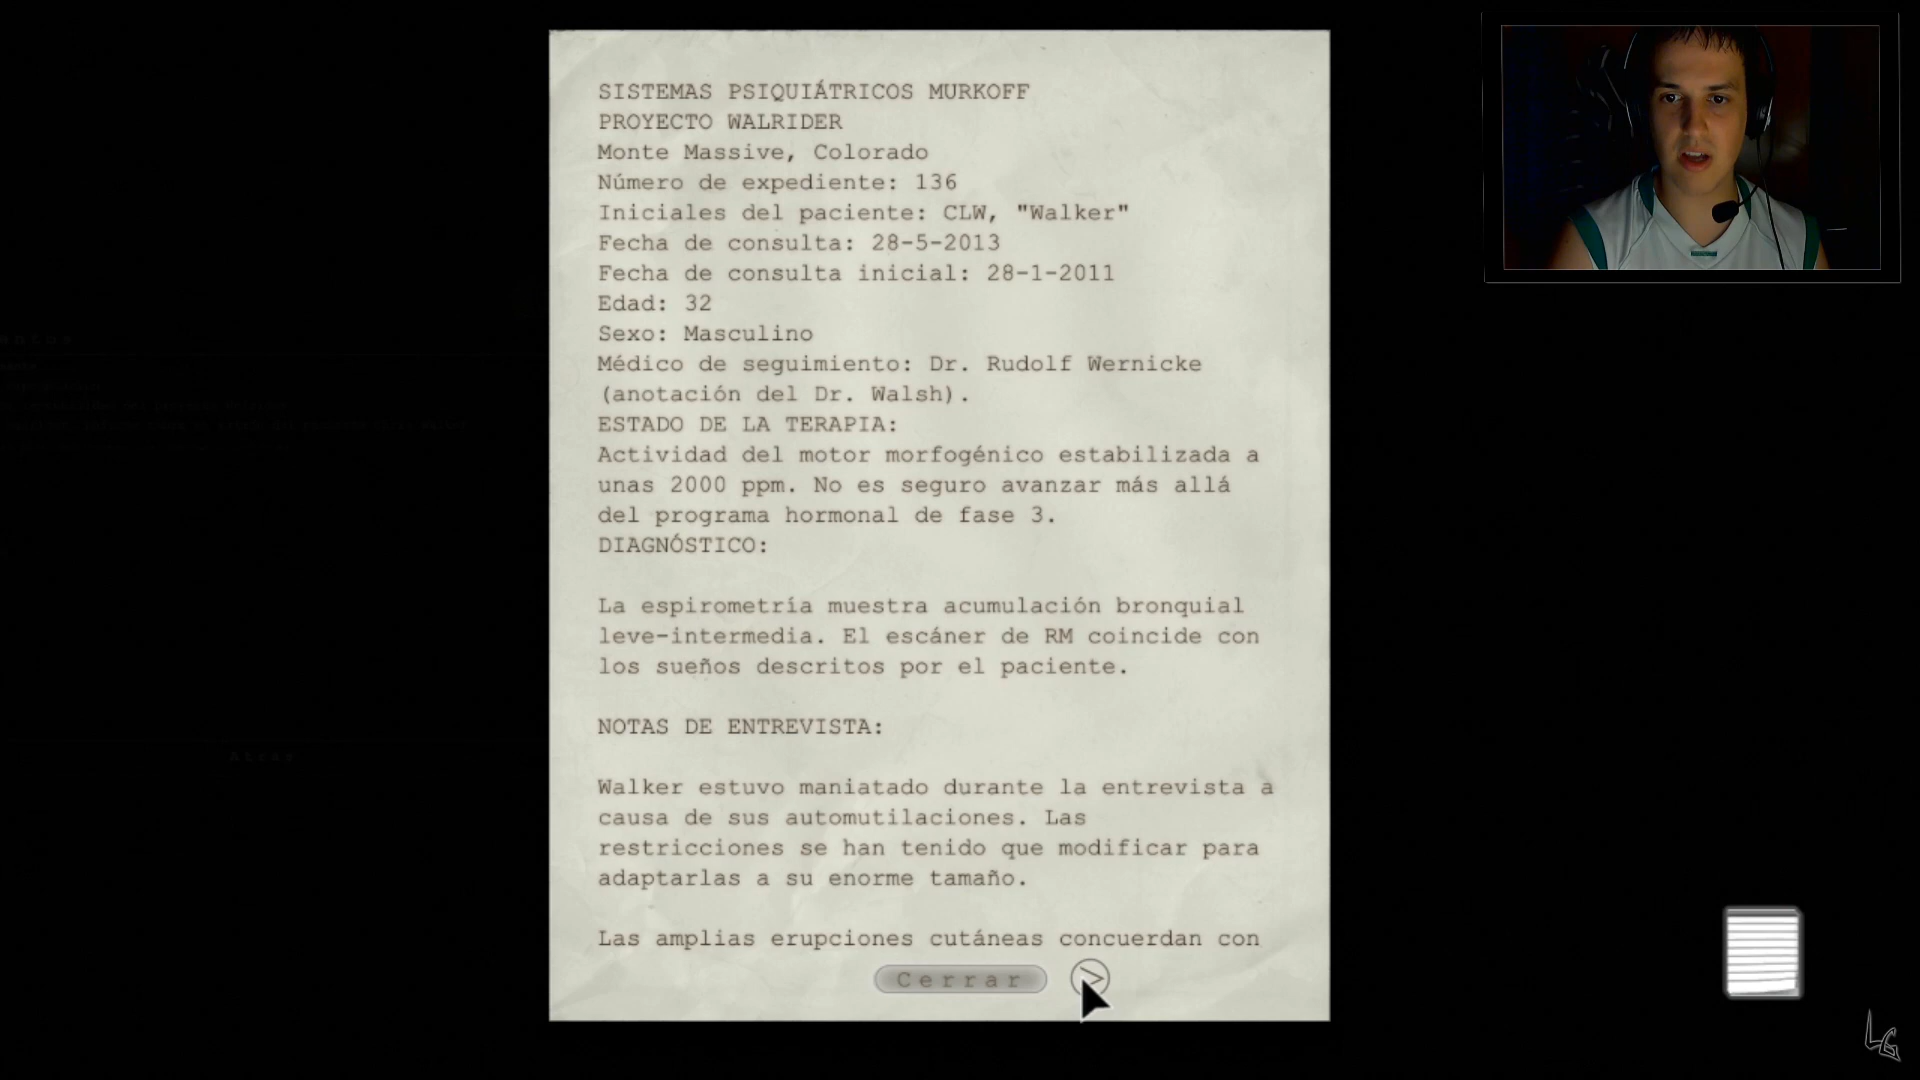 SISTEMAS PSIQUIÁTRICOS MURKOFF
PROYECTO WALRIDER
Monte Massive, Colorado
Número de expediente: 136
Iniciales del paciente: CLW, "Walker"
Fecha de consulta: 28-5-2013
Fecha de consulta inicial: 28-1-2011
Edad: 32
Sexo: Masculino
Médico de seguimiento: Dr. Rudolf Wernicke
(anotación del Dr. Walsh).
ESTADO DE LA TERAPIA:
Actividad del motor morfogénico estabilizada a
unas 2000 ppm. No es seguro avanzar más allá
del programa hormonal de fase 3.
DIAGNÓSTICO:
La espirometría muestra acumulación bronquial
leve-intermedia. El escáner de RM coincide con
los sueños descritos por el paciente.
NOTAS DE ENTREVISTA:
Walker estuvo maniatado durante la entrevista a
causa de sus automutilaciones. Las
restricciones se han tenido que modificar para
adaptarlas a su enorme tamaño.
Las amplias erupciones cutáneas concuerdan con
Cerrar >
Atrás
LG